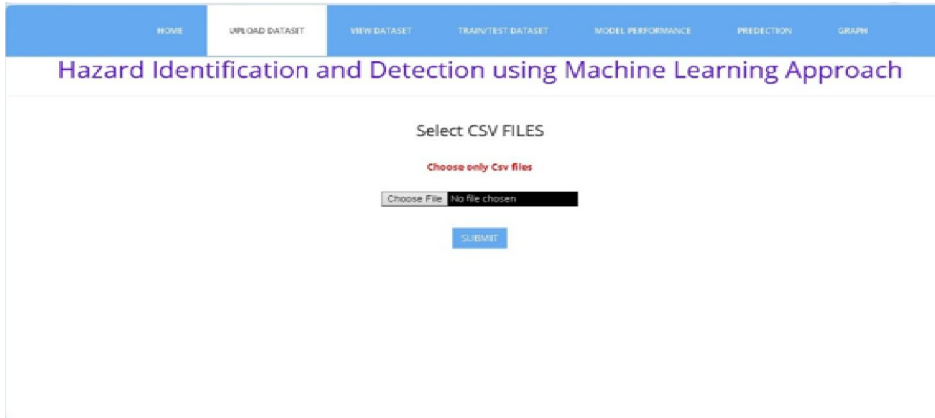 HOME UPLOAD DATASET VIEW DATASET TRAIN/TEST DATASET MODEL PERFORMANCE PREDECTION GRAPH
Hazard Identification and Detection using Machine Learning Approach
Select CSV FILES
Choose only Csv files
Choose File No file chosen
SUBMIT